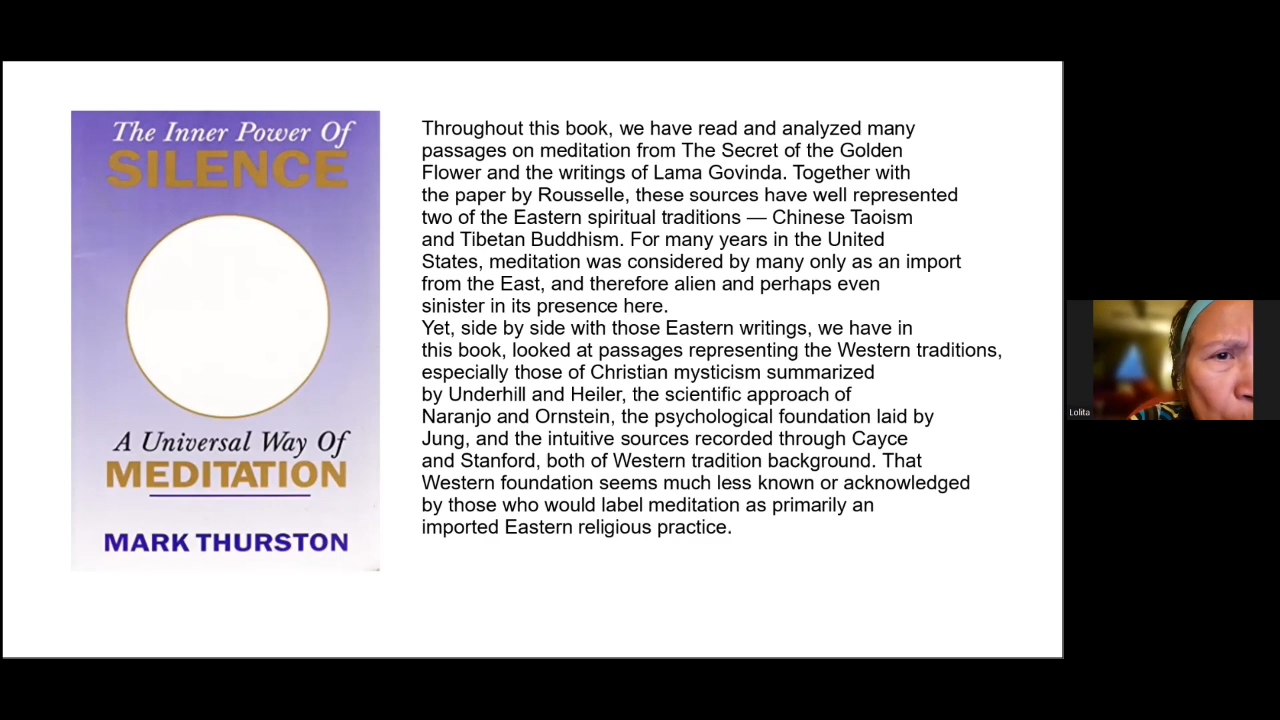 The Inner Power Of
SILENCE
A Universal Way Of
MEDITATION
MARK THURSTON
Throughout this book, we have read and analyzed many
passages on meditation from The Secret of the Golden
Flower and the writings of Lama Govinda. Together with
the paper by Rousselle, these sources have well represented
two of the Eastern spiritual traditions — Chinese Taoism
and Tibetan Buddhism. For many years in the United
States, meditation was considered by many only as an import
from the East, and therefore alien and perhaps even
sinister in its presence here.
Yet, side by side with those Eastern writings, we have in
this book, looked at passages representing the Western traditions,
especially those of Christian mysticism summarized
by Underhill and Heiler, the scientific approach of
Naranjo and Ornstein, the psychological foundation laid by
Jung, and the intuitive sources recorded through Cayce
and Stanford, both of Western tradition background. That
Western foundation seems much less known or acknowledged
by those who would label meditation as primarily an
imported Eastern religious practice.
Lolita